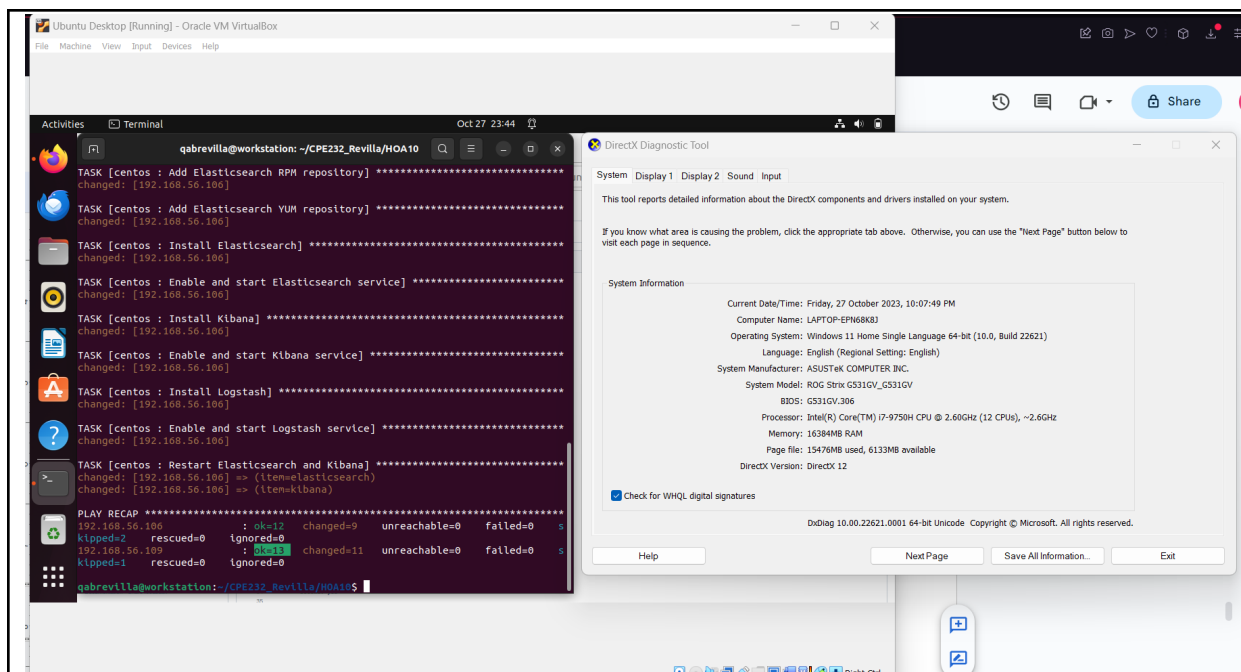 Ubuntu Desktop [Running] - Oracle VM VirtualBox
File Machine View Input Devices Help
Share
Activities Terminal Oct 27 23:44
qabrevilla@workstation: ~/CPE232_Revilla/HOA10
TASK [centos : Add Elasticsearch RPM repository] *******************************
changed: [192.168.56.106]
TASK [centos : Add Elasticsearch YUM repository] *******************************
changed: [192.168.56.106]
TASK [centos : Install Elasticsearch] ******************************************
changed: [192.168.56.106]
TASK [centos : Enable and start Elasticsearch service] *************************
changed: [192.168.56.106]
TASK [centos : Install Kibana] *************************************************
changed: [192.168.56.106]
TASK [centos : Enable and start Kibana service] ********************************
changed: [192.168.56.106]
TASK [centos : Install Logstash] ***********************************************
changed: [192.168.56.106]
TASK [centos : Enable and start Logstash service] ******************************
changed: [192.168.56.106]
TASK [centos : Restart Elasticsearch and Kibana] *******************************
changed: [192.168.56.106] => (item=elasticsearch)
changed: [192.168.56.106] => (item=kibana)
PLAY RECAP *********************************************************************
192.168.56.106 : ok=12 changed=9 unreachable=0 failed=0 s
kipped=2 rescued=0 ignored=0
192.168.56.109 : ok=13 changed=11 unreachable=0 failed=0 s
kipped=1 rescued=0 ignored=0
qabrevilla@workstation:~/CPE232_Revilla/HOA10$
DirectX Diagnostic Tool
System Display 1 Display 2 Sound Input
This tool reports detailed information about the DirectX components and drivers installed on your system.
If you know what area is causing the problem, click the appropriate tab above. Otherwise, you can use the "Next Page" button below to
visit each page in sequence.
System Information
Current Date/Time: Friday, 27 October 2023, 10:07:49 PM
Computer Name: LAPTOP-EPN68K8J
Operating System: Windows 11 Home Single Language 64-bit (10.0, Build 22621)
Language: English (Regional Setting: English)
System Manufacturer: ASUSTeK COMPUTER INC.
System Model: ROG Strix G531GV_G531GV
BIOS: G531GV.306
Processor: Intel(R) Core(TM) i7-9750H CPU @ 2.60GHz (12 CPUs), ~2.6GHz
Memory: 16384MB RAM
Page file: 15476MB used, 6133MB available
DirectX Version: DirectX 12
Check for WHQL digital signatures
DxDiag 10.00.22621.0001 64-bit Unicode Copyright © Microsoft. All rights reserved.
Help Next Page Save All Information... Exit